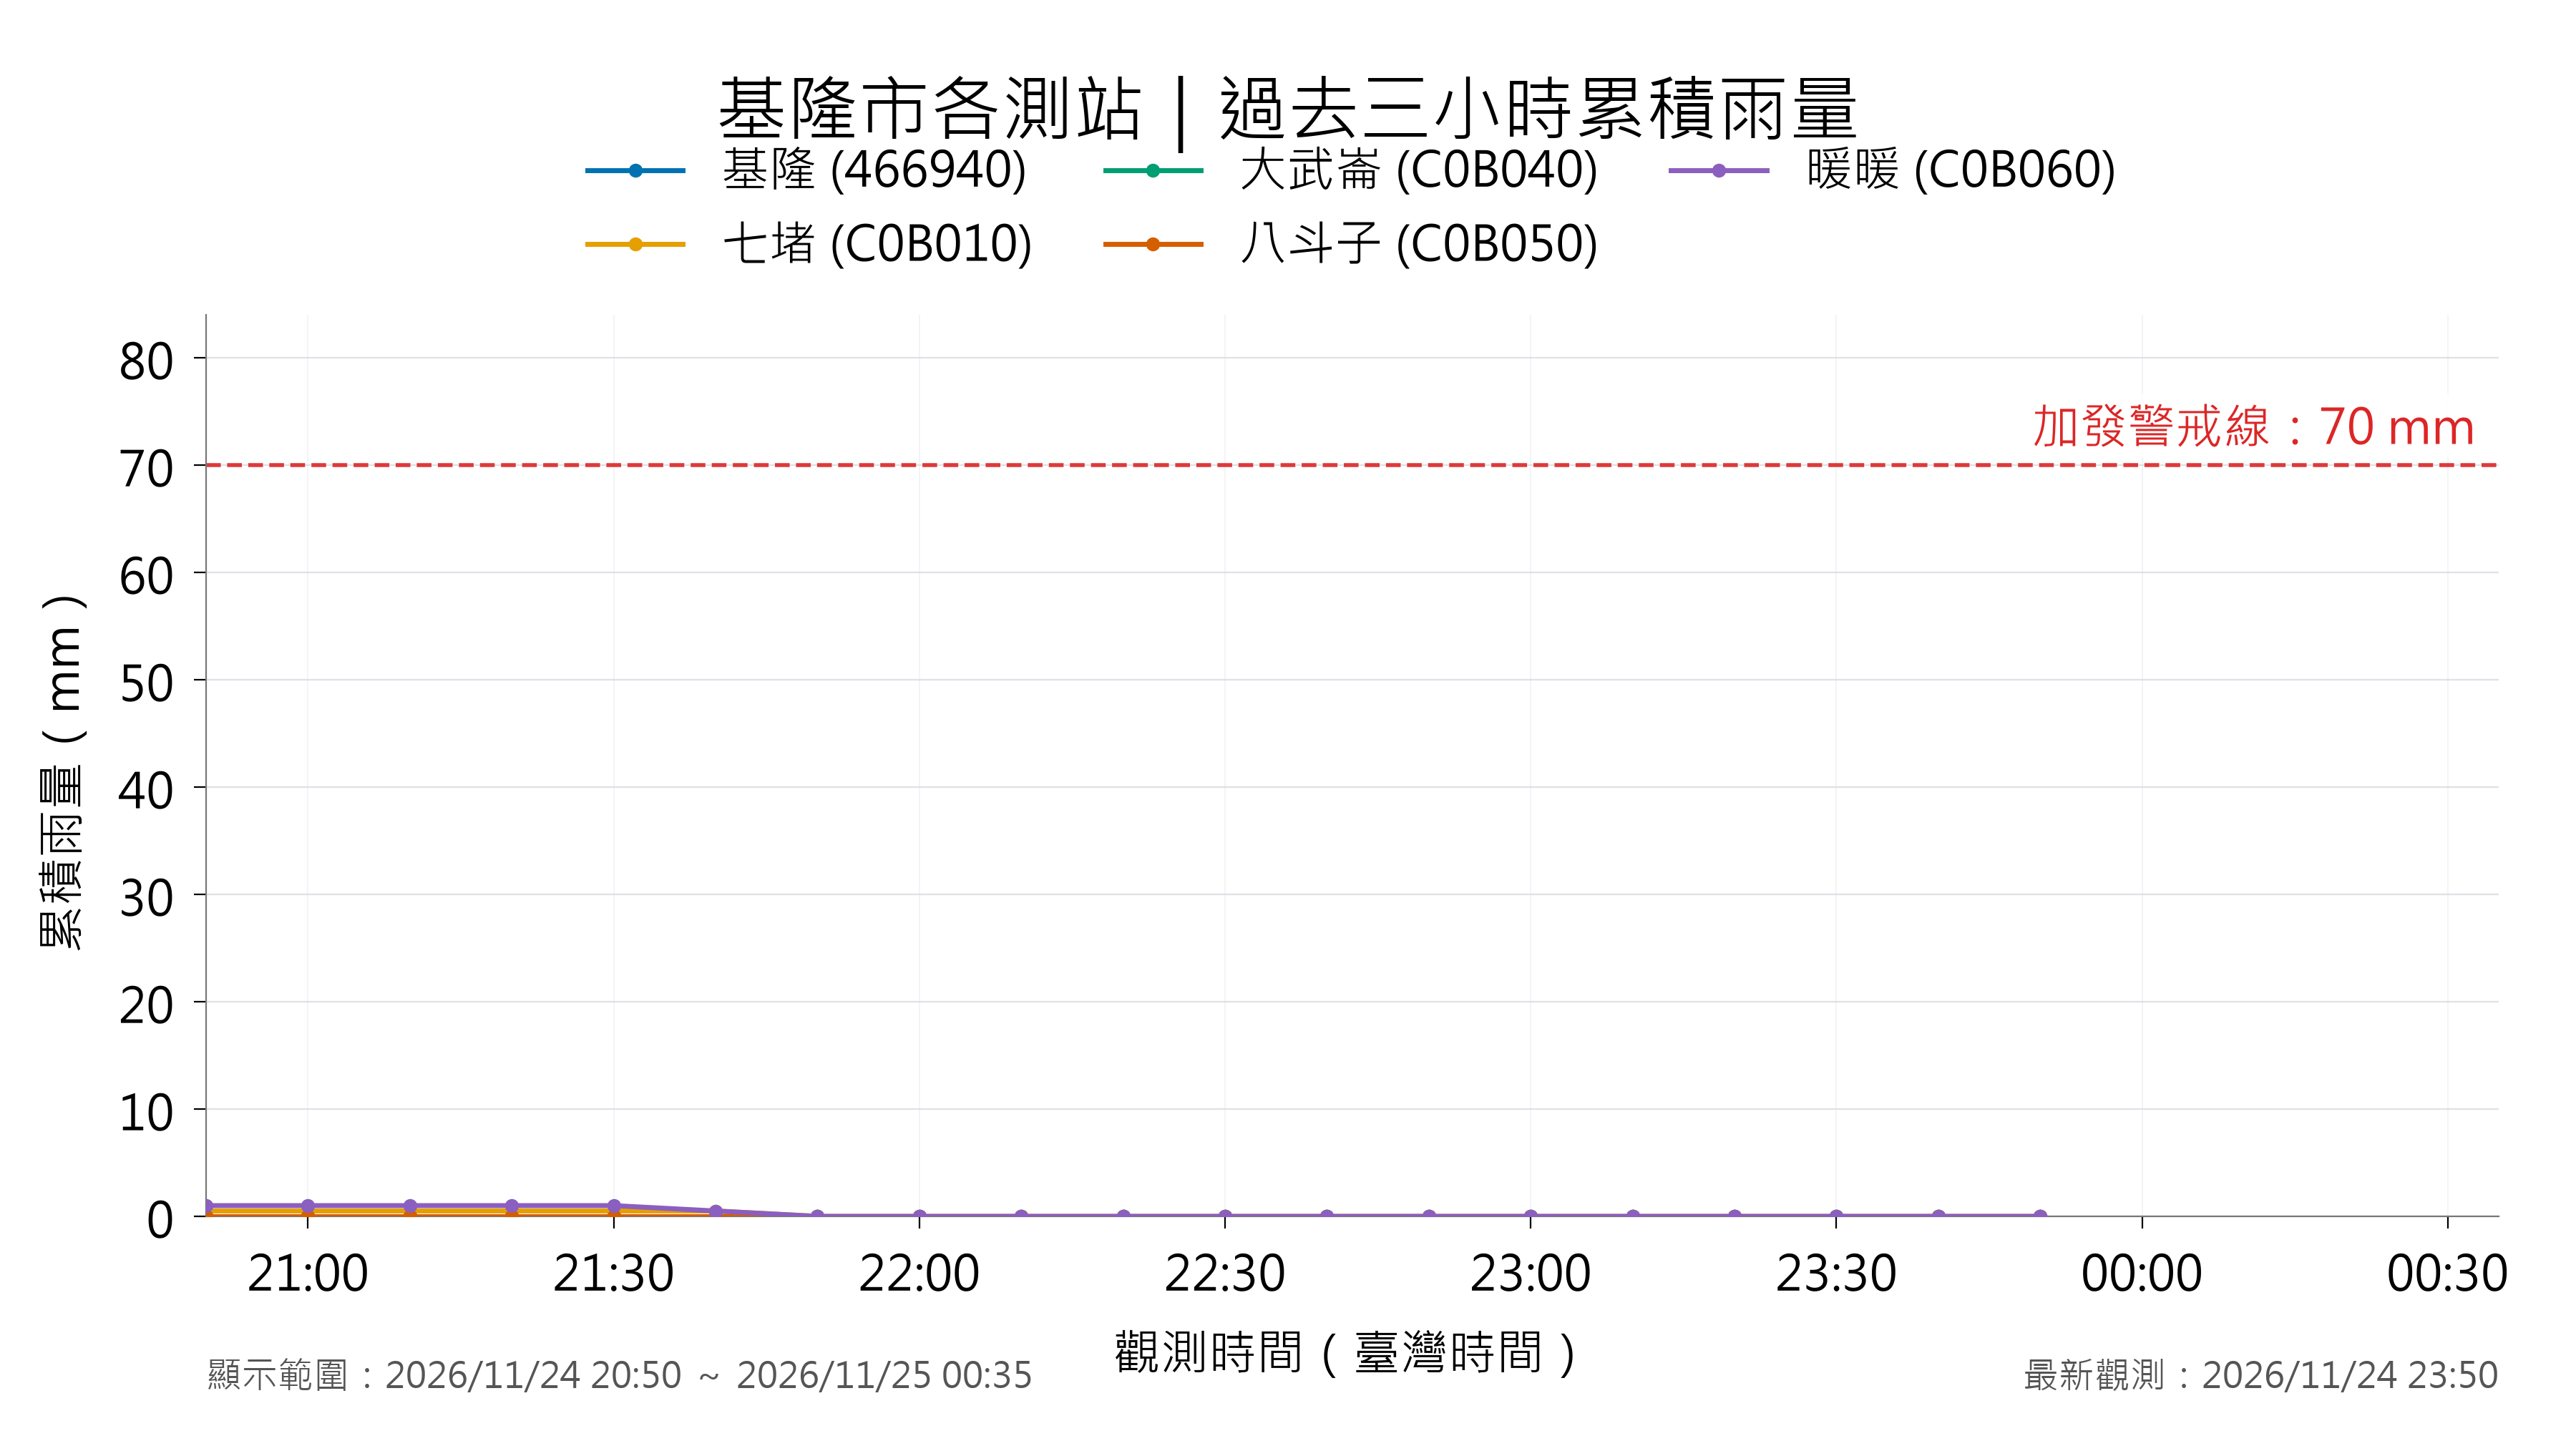 基隆市各測站｜過去三小時累積雨量
基隆 (466940)
大武崙 (C0B040)
暖暖 (C0B060)
七堵 (C0B010)
八斗子 (C0B050)
累積雨量（mm）
80
70
60
50
40
30
20
10
0
加發警戒線：70 mm
21:00
21:30
22:00
22:30
23:00
23:30
00:00
00:30
觀測時間（臺灣時間）
顯示範圍：2026/11/24 20:50 ~ 2026/11/25 00:35
最新觀測：2026/11/24 23:50